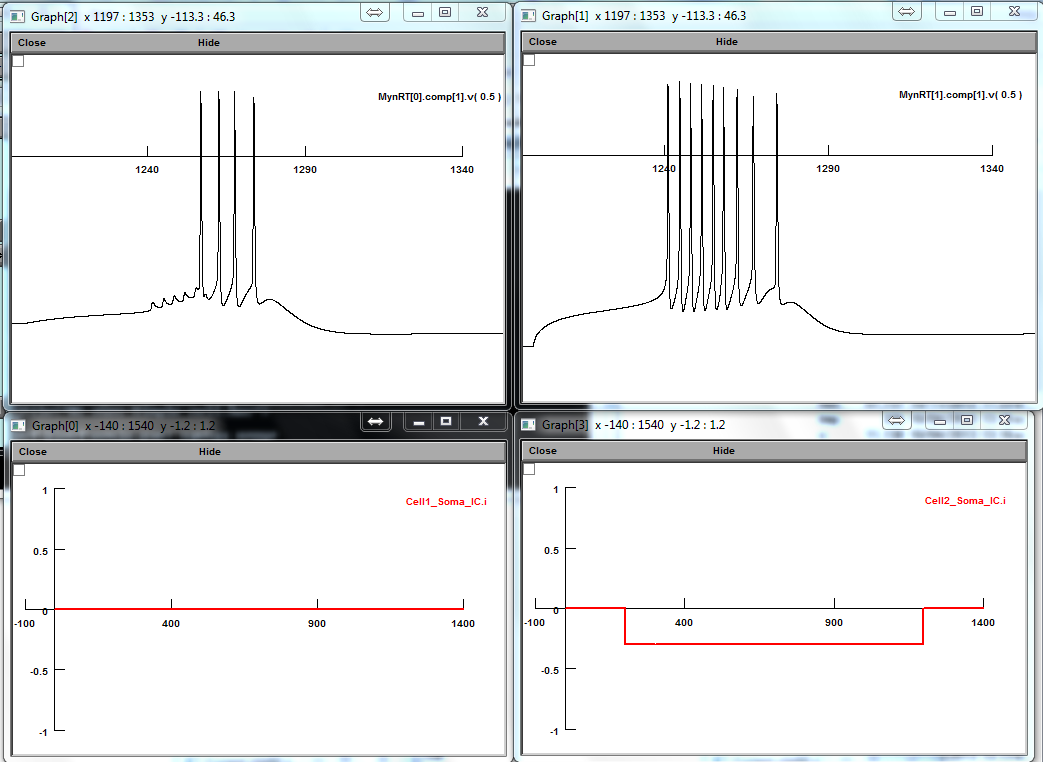 Graph[2] x 1197 : 1353 y -113.3 : 46.3
Close Hide
MynRT[0].comp[1].v( 0.5 )
1240 1290 1340
Graph[1] x 1197 : 1353 y -113.3 : 46.3
Close Hide
MynRT[1].comp[1].v( 0.5 )
1240 1290 1340
Graph[0] x -140 : 1540 y -1.2 : 1.2
Close Hide
1
Cell1_Soma_IC.i
0.5
0
-100 400 900 1400
-0.5
-1
Graph[3] x -140 : 1540 y -1.2 : 1.2
Close Hide
1
Cell2_Soma_IC.i
0.5
0
-100 400 900 1400
-0.5
-1